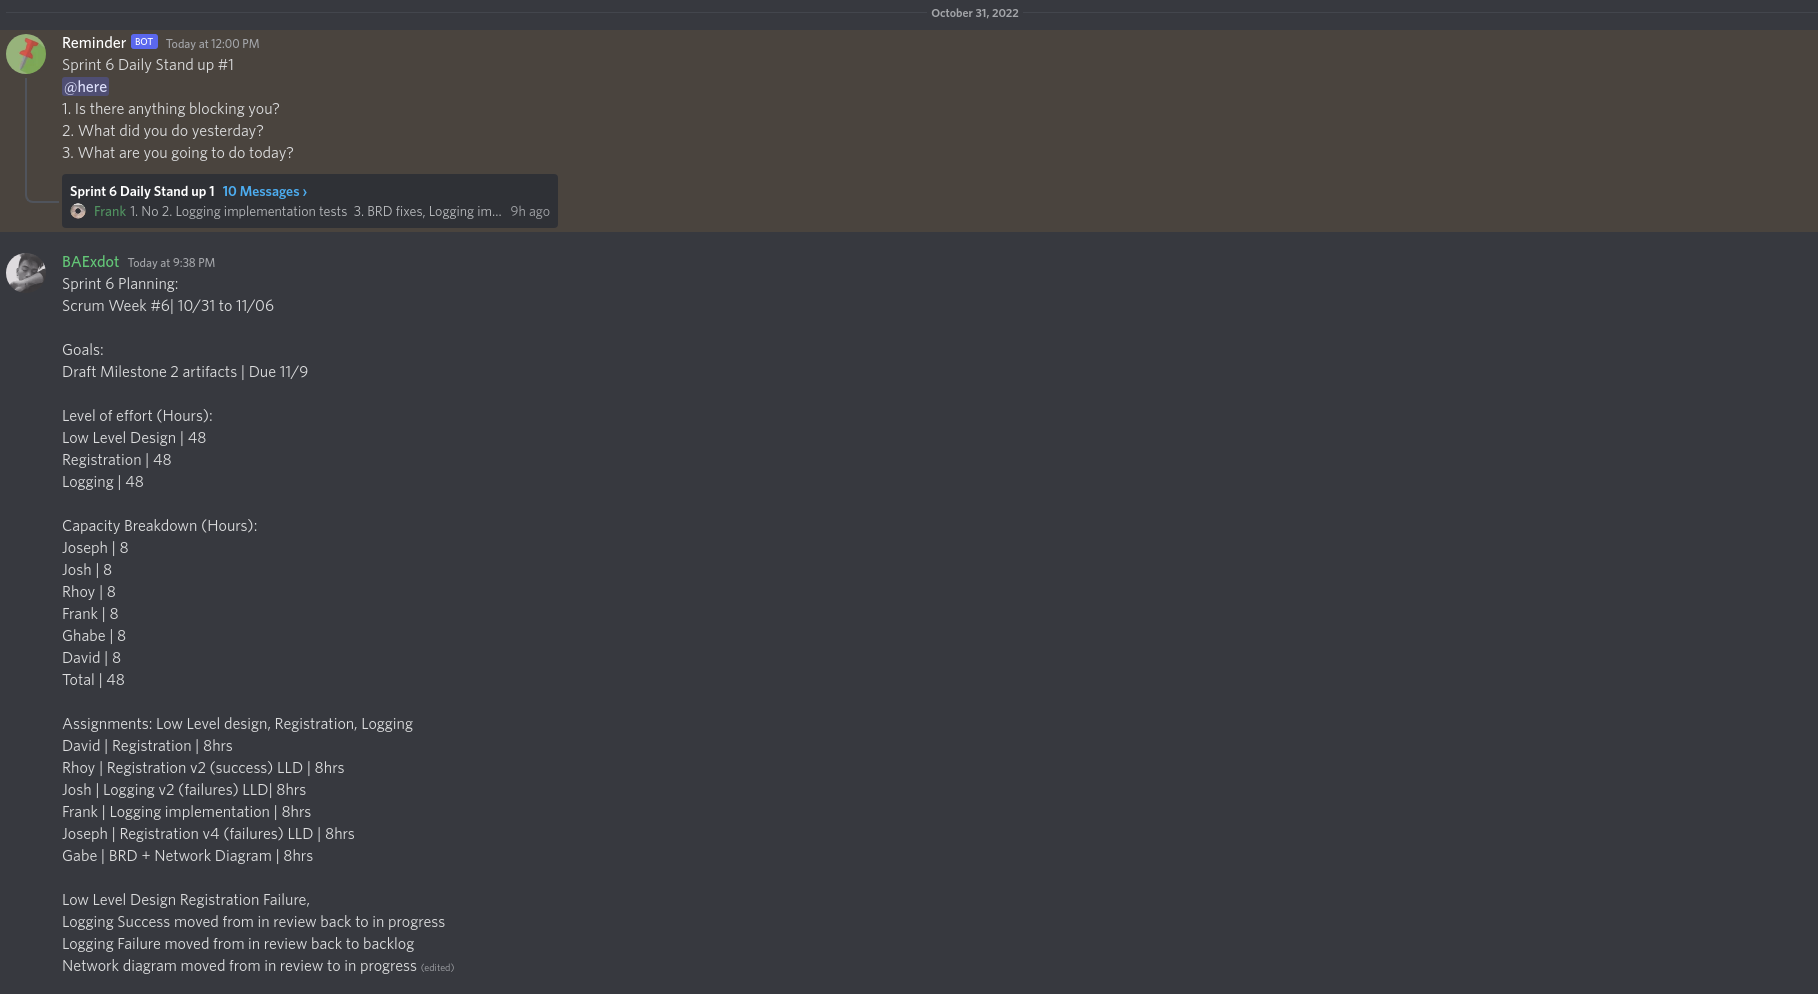 October 31, 2022
Reminder BOT Today at 12:00 PM
Sprint 6 Daily Stand up #1
@here
1. Is there anything blocking you?
2. What did you do yesterday?
3. What are you going to do today?
Sprint 6 Daily Stand up 1 10 Messages ›
Frank 1. No 2. Logging implementation tests 3. BRD fixes, Logging im... 9h ago
BAExdot Today at 9:38 PM
Sprint 6 Planning:
Scrum Week #6| 10/31 to 11/06
Goals:
Draft Milestone 2 artifacts | Due 11/9
Level of effort (Hours):
Low Level Design | 48
Registration | 48
Logging | 48
Capacity Breakdown (Hours):
Joseph | 8
Josh | 8
Rhoy | 8
Frank | 8
Ghabe | 8
David | 8
Total | 48
Assignments: Low Level design, Registration, Logging
David | Registration | 8hrs
Rhoy | Registration v2 (success) LLD | 8hrs
Josh | Logging v2 (failures) LLD| 8hrs
Frank | Logging implementation | 8hrs
Joseph | Registration v4 (failures) LLD | 8hrs
Gabe | BRD + Network Diagram | 8hrs
Low Level Design Registration Failure,
Logging Success moved from in review back to in progress
Logging Failure moved from in review back to backlog
Network diagram moved from in review to in progress (edited)